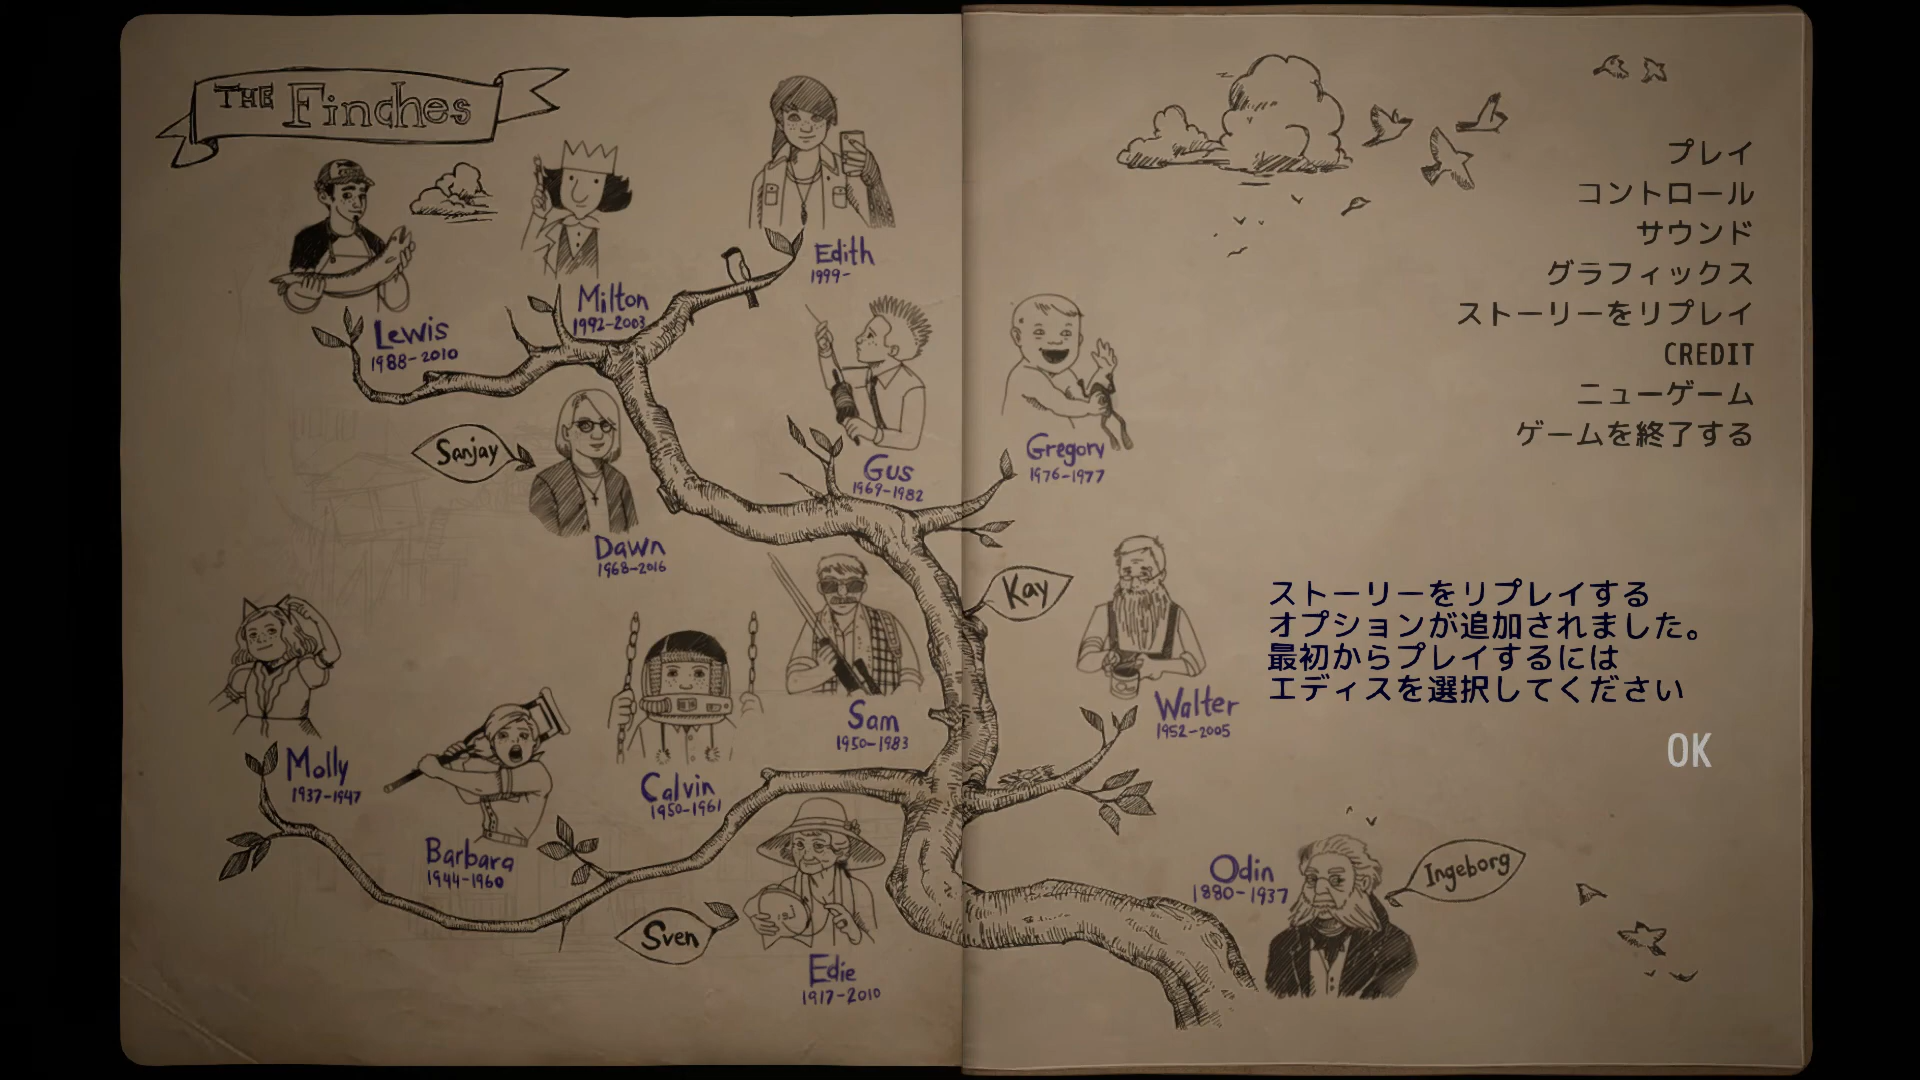 THE Finches
Edith
1999-
Milton
1992-2003
Lewis
1988-2010
Sanjay
Dawn
1968-2016
Gus
1969-1982
Gregory
1976-1977
Kay
Sam
1950-1983
Walter
1952-2005
Calvin
1950-1961
Molly
1937-1947
Barbara
1944-1960
Sven
Edie
1917-2010
Odin
1880-1937
Ingeborg
プレイ
コントロール
サウンド
グラフィックス
ストーリーをリプレイ
CREDIT
ニューゲーム
ゲームを終了する
ストーリーをリプレイする
オプションが追加されました。
最初からプレイするには
エディスを選択してください
OK